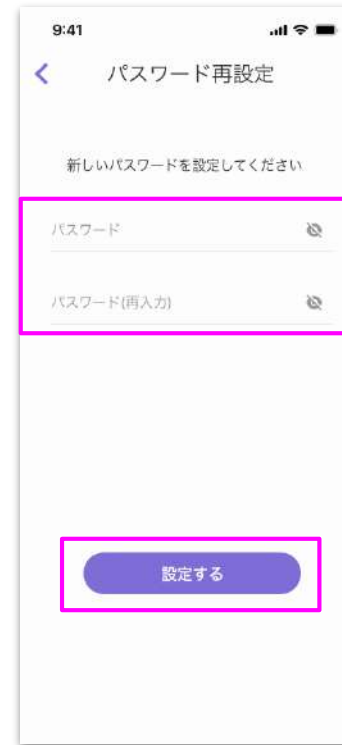 9:41
パスワード再設定
新しいパスワードを設定してください
パスワード
パスワード(再入力)
設定する